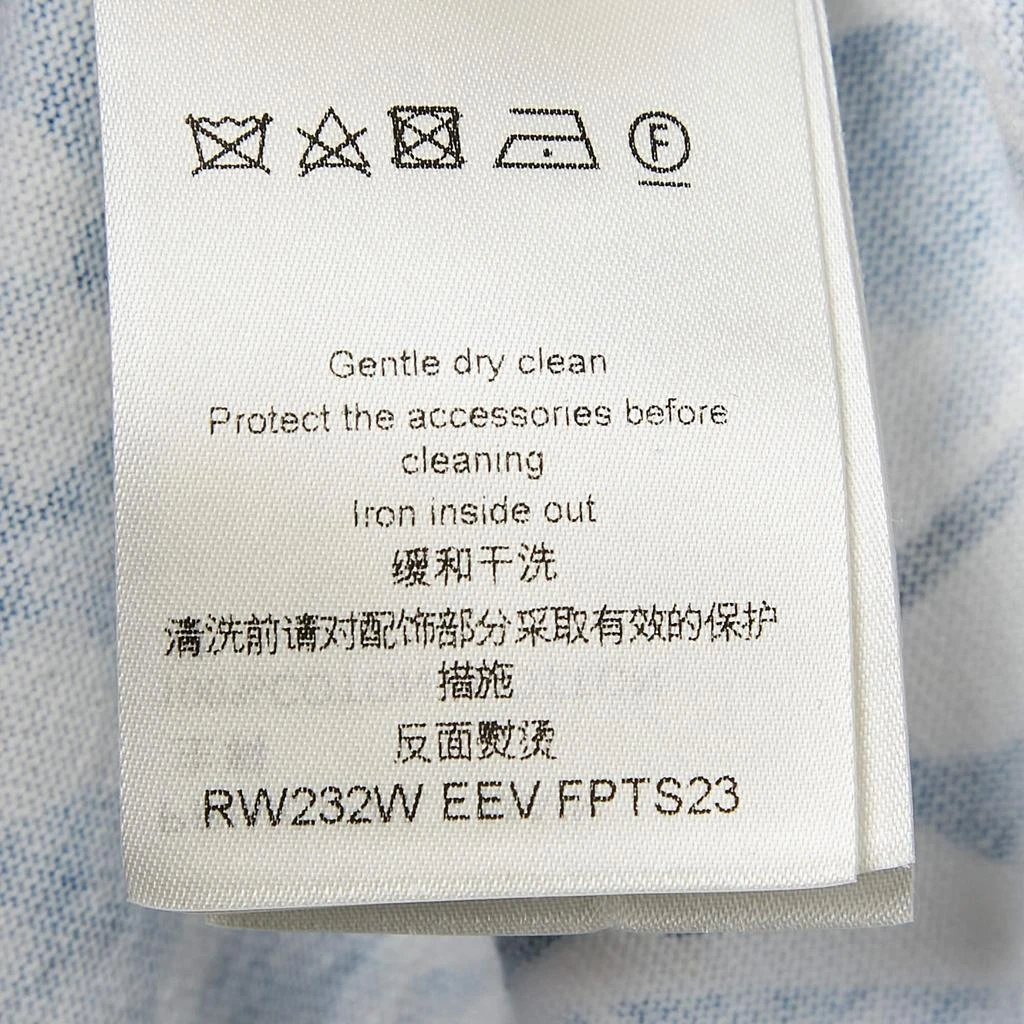 F
Gentle dry clean
Protect the accessories before
cleaning
Iron inside out
缓和干洗
清洗前请对配饰部分采取有效的保护
措施
反面熨烫
RW232W EEV FPTS23